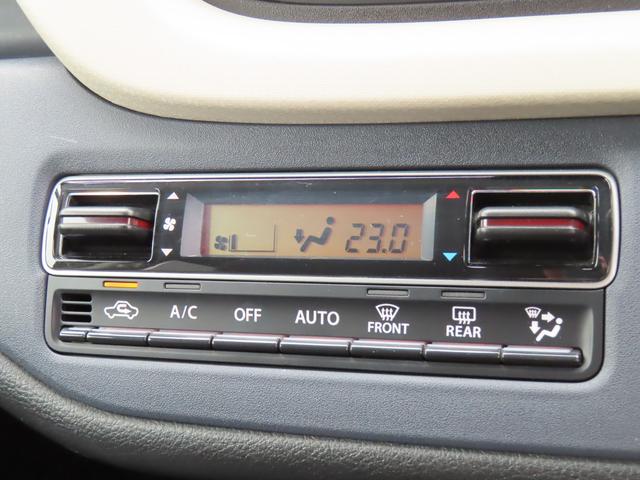 23.0
A/C OFF AUTO FRONT REAR